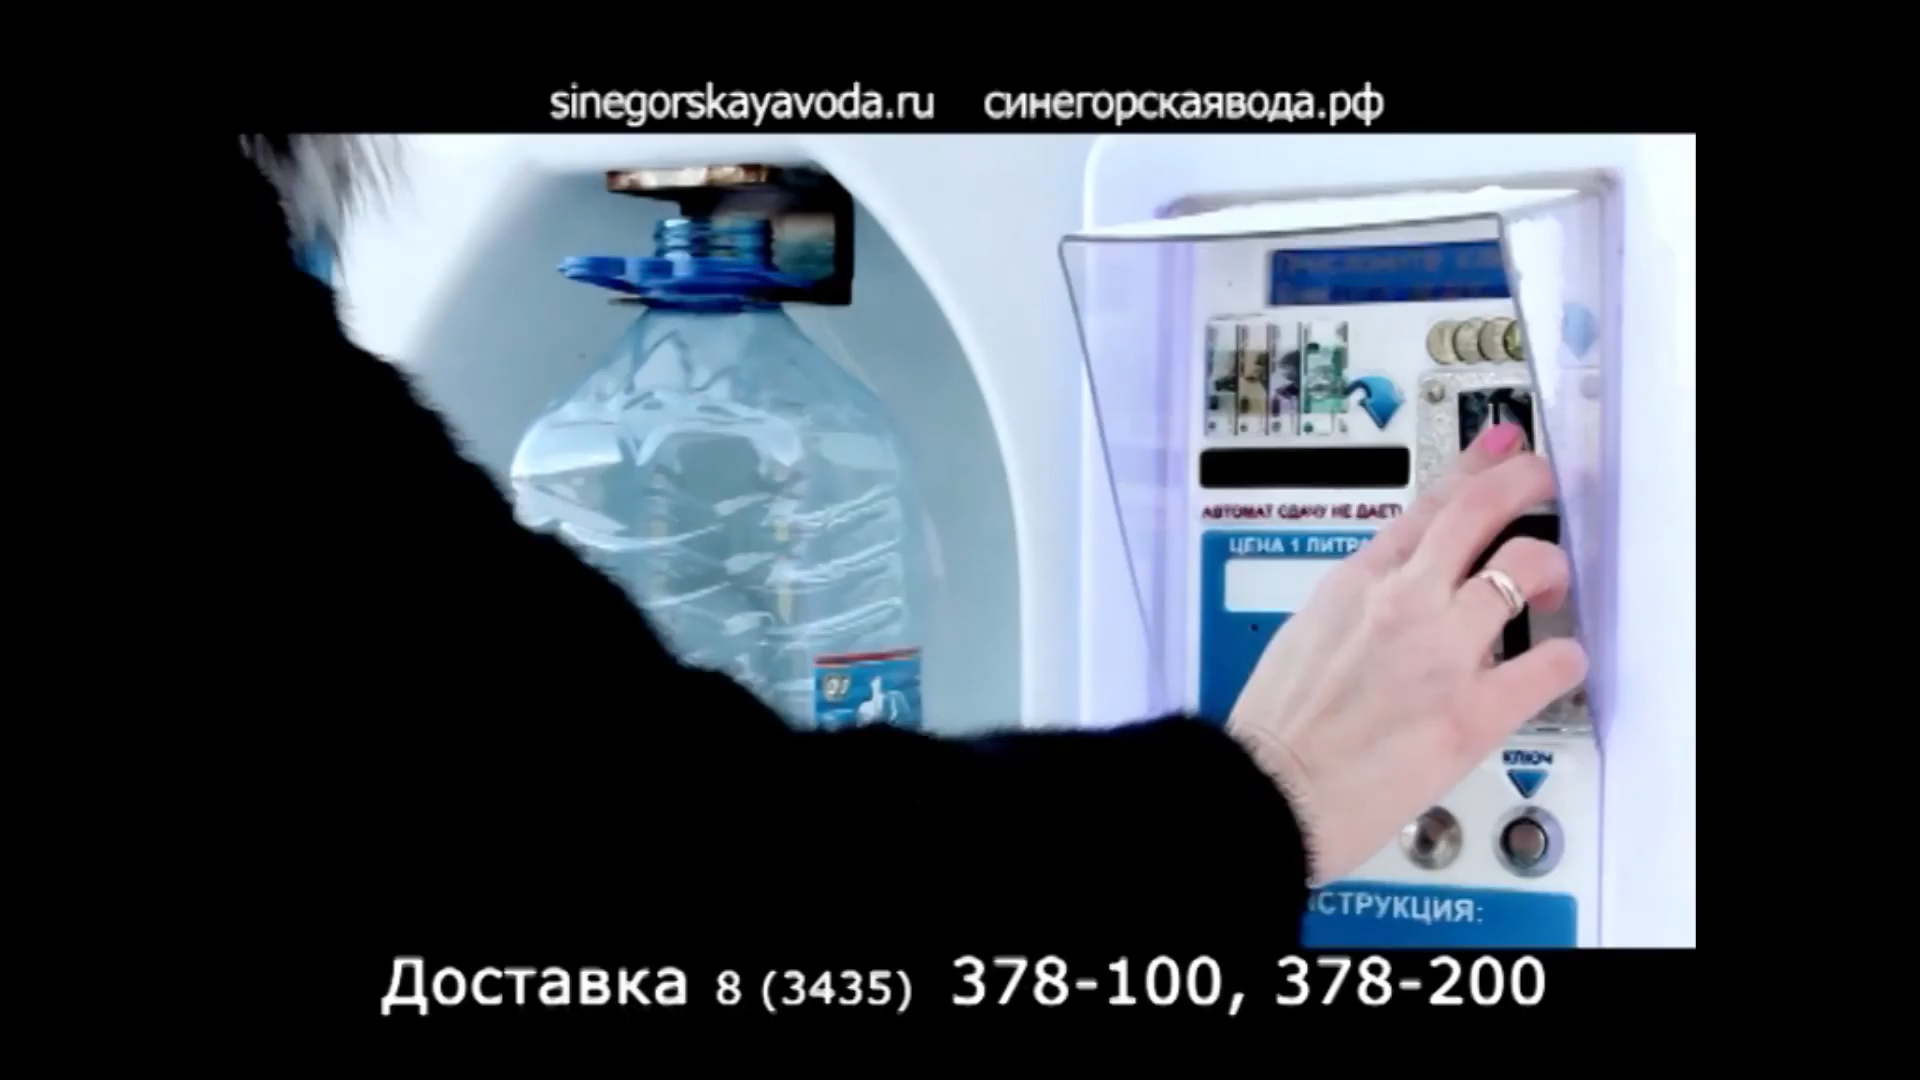 sinegorskayavoda.ru синегорскаявода.рф
АВТОМАТ СДАЧУ НЕ ДАЕТ!
ЦЕНА 1 ЛИТРА
КЛЮЧ
СТРУКЦИЯ:
Доставка 8 (3435) 378-100, 378-200